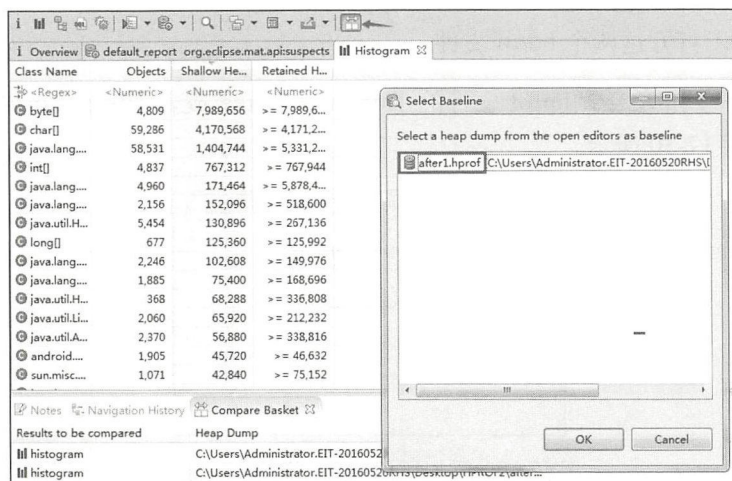 i Overview default_report org.eclipse.mat.api:suspects Histogram
Class Name Objects Shallow He... Retained H...
<Regex> <Numeric> <Numeric> <Numeric>
byte[] 4,809 7,989,656 >= 7,989,6...
char[] 59,286 4,170,568 >= 4,171,2...
java.lang.... 58,531 1,404,744 >= 5,331,2...
int[] 4,837 767,312 >= 767,944
java.lang.... 4,960 171,464 >= 5,878,4...
java.lang.... 2,156 152,096 >= 518,600
java.util.H... 5,454 130,896 >= 267,136
long[] 677 125,360 >= 125,992
java.lang.... 2,246 102,608 >= 149,976
java.lang.... 1,885 75,400 >= 168,696
java.util.H... 368 68,288 >= 336,808
java.util.Li... 2,060 65,920 >= 212,232
java.util.A... 2,370 56,880 >= 338,816
android.... 1,905 45,720 >= 46,632
sun.misc.... 1,071 42,840 >= 75,152
Select Baseline
Select a heap dump from the open editors as baseline
after1.hprof C:\Users\Administrator.EIT-20160520RHS\
OK Cancel
Notes Navigation History Compare Basket
Results to be compared Heap Dump
histogram C:\Users\Administrator.EIT-2016052
histogram C:\Users\Administrator.EIT-20160520RHS\Desktop\HPROF2\after...